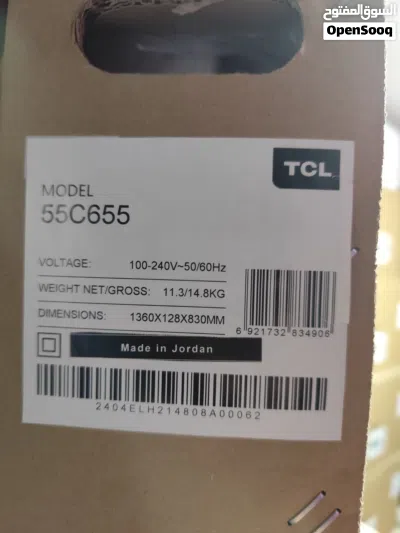 السوق المفتوح
OpenSooq
TCL
MODEL
55C655
VOLTAGE: 100-240V~50/60Hz
WEIGHT NET/GROSS: 11.3/14.8KG
DIMENSIONS: 1360X128X830MM
6 921732 834906
Made in Jordan
2404ELH214808A00062